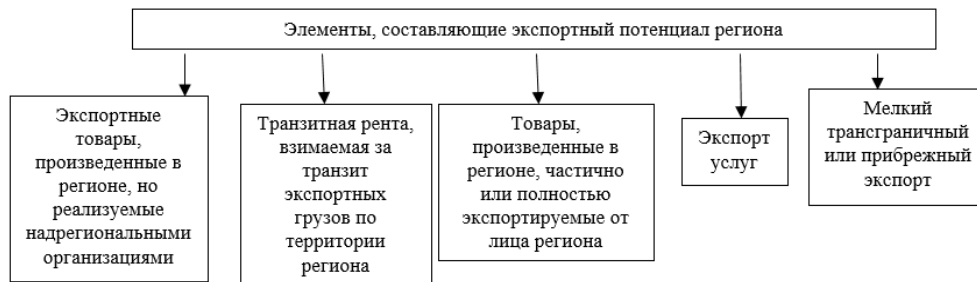 Элементы, составляющие экспортный потенциал региона
Экспортные
товары,
произведенные в
регионе, но
реализуемые
надрегиональными
организациями
Транзитная рента,
взимаемая за
транзит
экспортных
грузов по
территории
региона
Товары,
произведенные в
регионе, частично
или полностью
экспортируемые от
лица региона
Экспорт
услуг
Мелкий
трансграничный
или прибрежный
экспорт